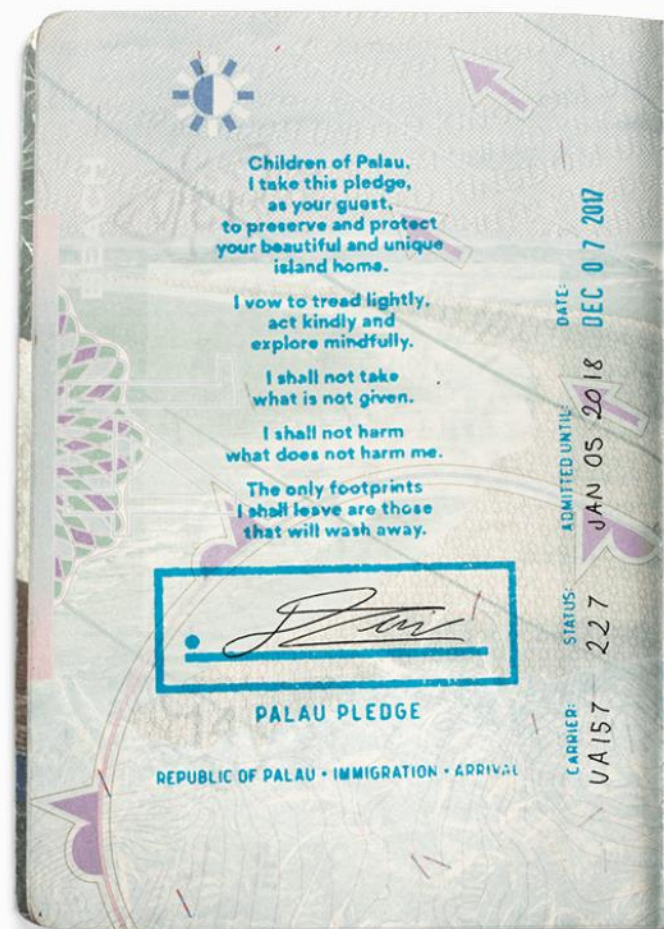 Children of Palau,
I take this pledge,
as your guest,
to preserve and protect
your beautiful and unique
island home.
I vow to tread lightly,
act kindly and
explore mindfully.
I shall not take
what is not given.
I shall not harm
what does not harm me.
The only footprints
I shall leave are those
that will wash away.
PALAU PLEDGE
REPUBLIC OF PALAU • IMMIGRATION • ARRIVAL
CARRIER: UA157 STATUS: 227 ADMITTED UNTIL: JAN 05 2018 DATE: DEC 07 2017